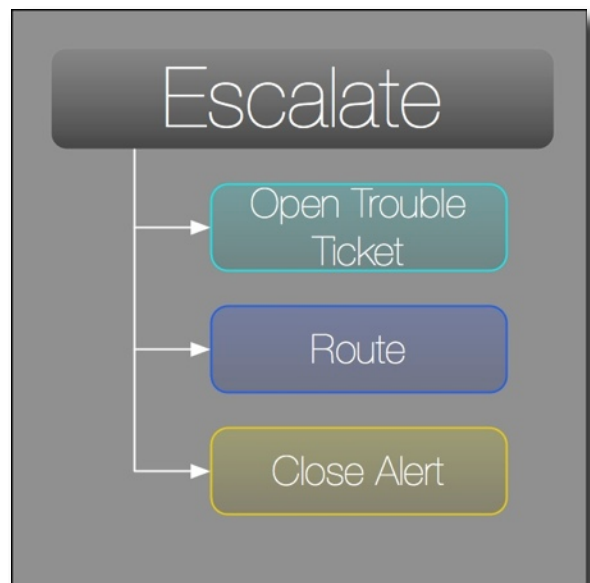 Escalate
Open Trouble
Ticket
Route
Close Alert